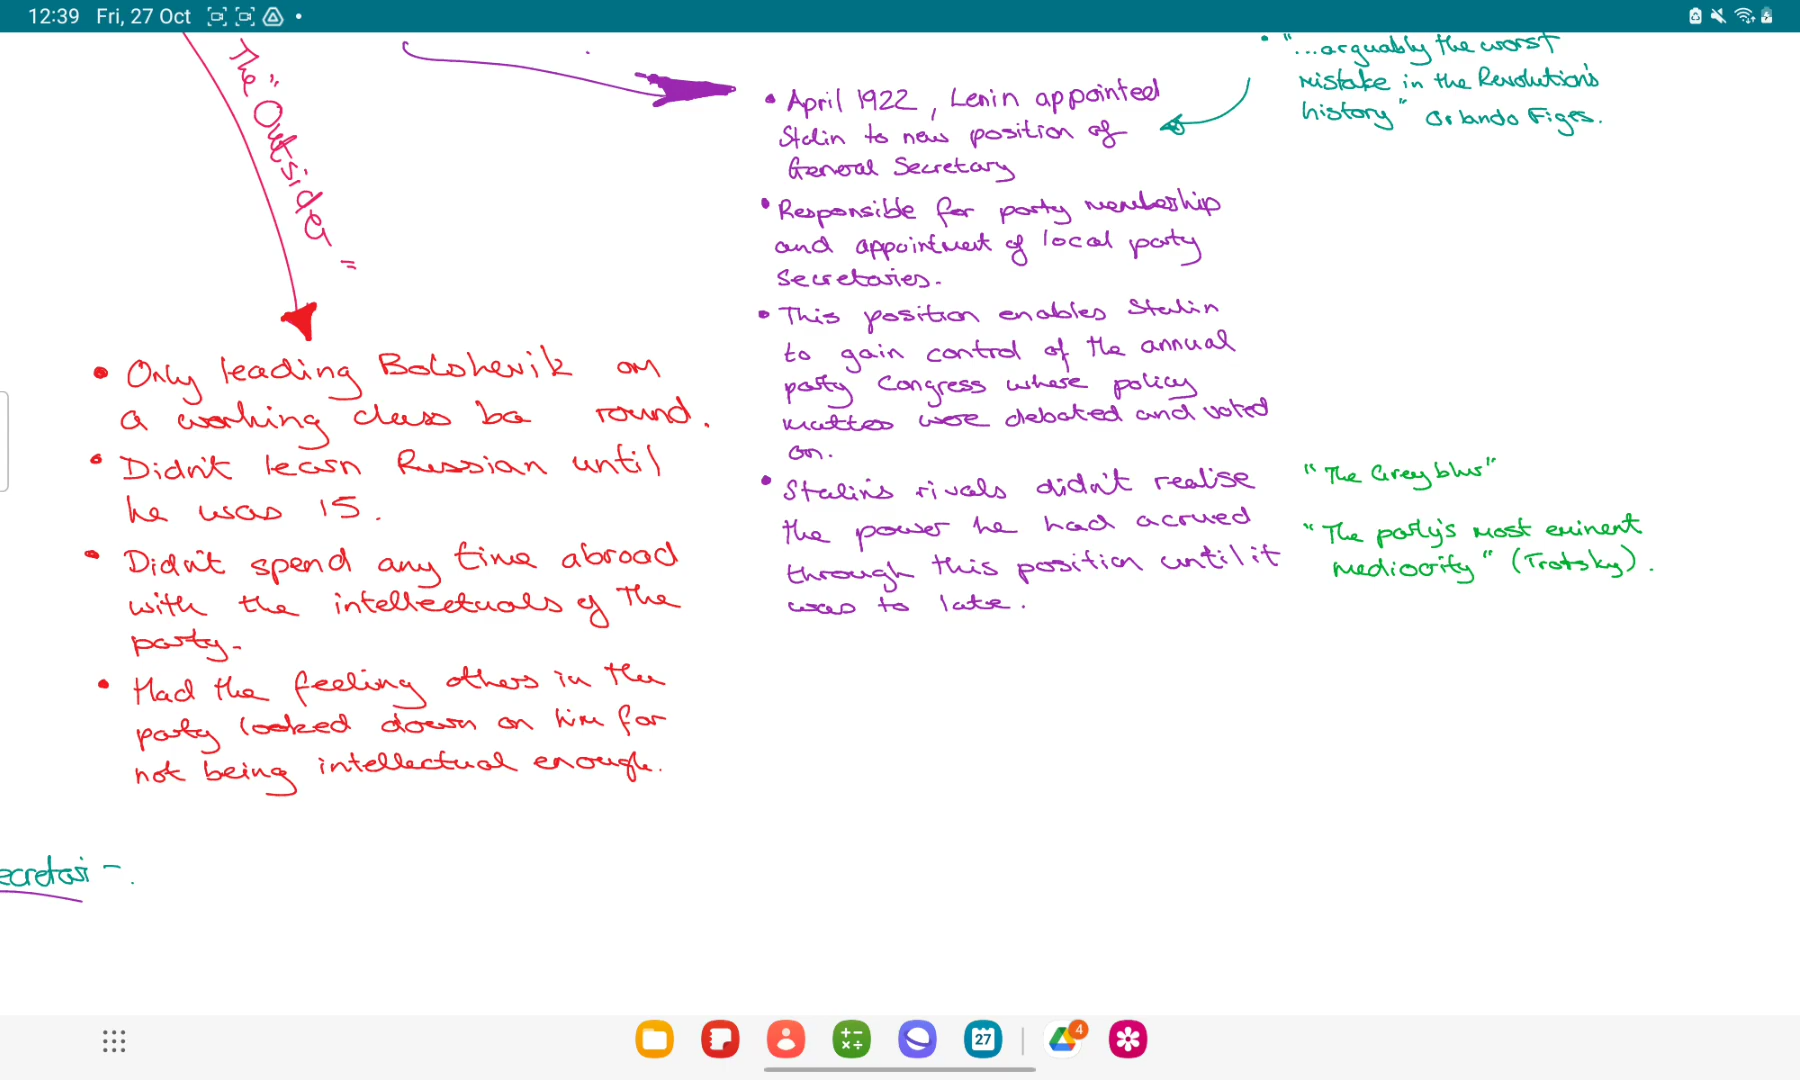 12:39 Fri, 27 Oct
The "Outsider"
• "...arguably the worst
mistake in the Revolution's
history" Orlando Figes.
• April 1922, Lenin appointed
Stalin to new position of
General Secretary
• Responsible for party membership
and appointment of local party
Secretaries.
• This position enables Stalin
to gain control of the annual
party Congress where policy
matters were debated and voted
on.
• Stalin's rivals didn't realise
the power he had accrued
through this position until it
was to late.
"The Grey blur"
"The party's most eminent
mediocrity" (Trotsky).
• Only leading Bolshevik on
a working class ba round.
• Didn't learn Russian until
he was 15.
• Didn't spend any time abroad
with the intellectuals of the
party.
• Had the feeling others in the
party looked down on him for
not being intellectual enough.
ecretari
27
4